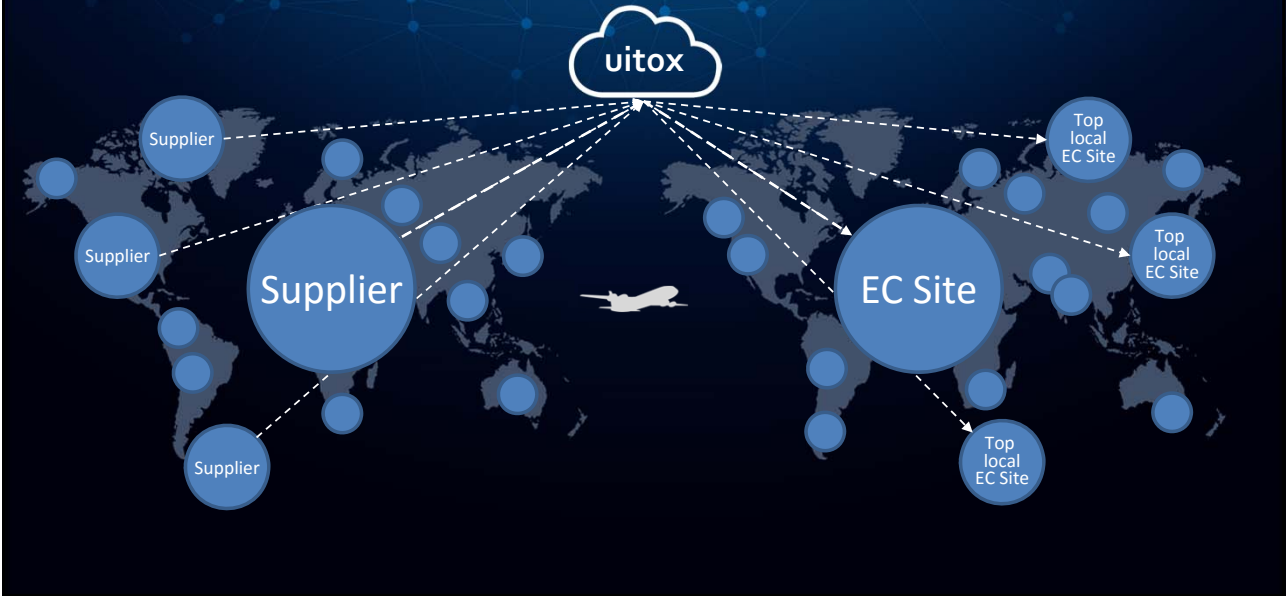 uitox
Supplier
Top
local
EC Site
Supplier
Supplier
EC Site
Top
local
EC Site
Supplier
Top
local
EC Site